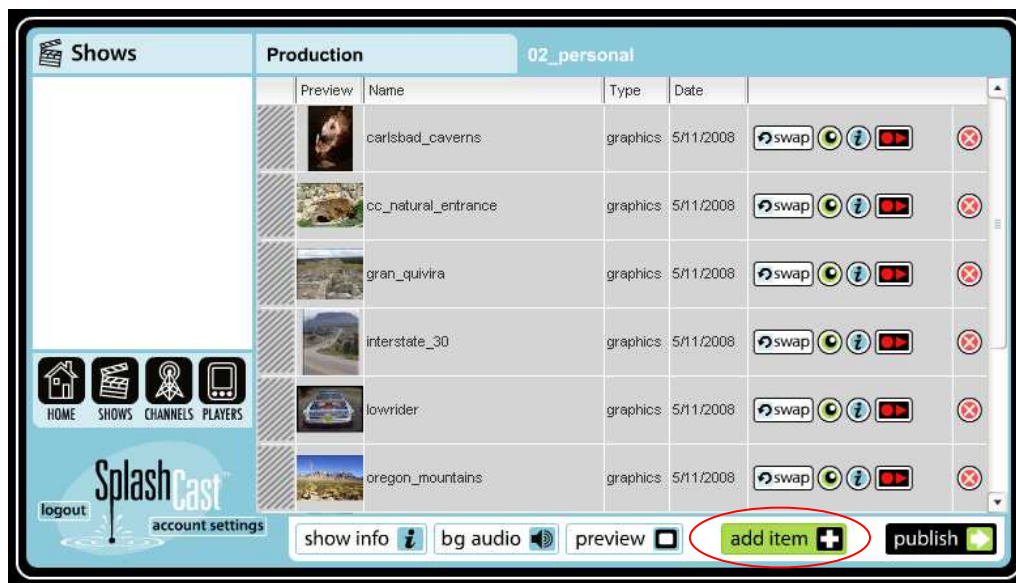 Shows
Production
02_personal
Preview Name Type Date
carlsbad_caverns graphics 5/11/2008 swap i
cc_natural_entrance graphics 5/11/2008 swap i
gran_quivira graphics 5/11/2008 swap i
interstate_30 graphics 5/11/2008 swap i
lowrider graphics 5/11/2008 swap i
oregon_mountains graphics 5/11/2008 swap i
HOME SHOWS CHANNELS PLAYERS
SplashCast™
logout
account settings
show info i bg audio preview add item publish